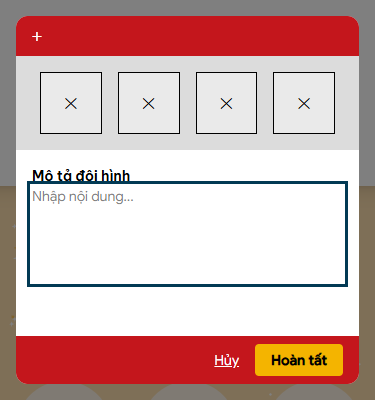 +
× × × ×
Mô tả đội hình
Nhập nội dung...
Hủy Hoàn tất